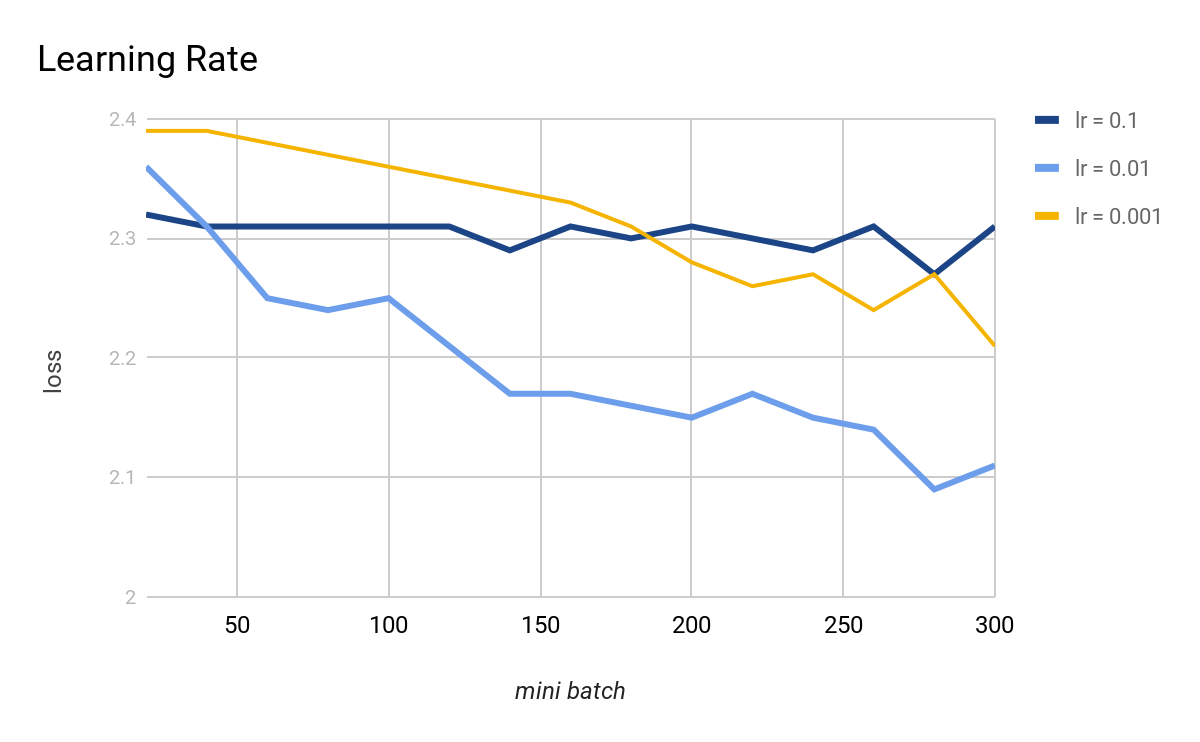 Learning Rate
2.4
2.3
2.2
2.1
2
loss
50 100 150 200 250 300
mini batch
lr = 0.1
lr = 0.01
lr = 0.001